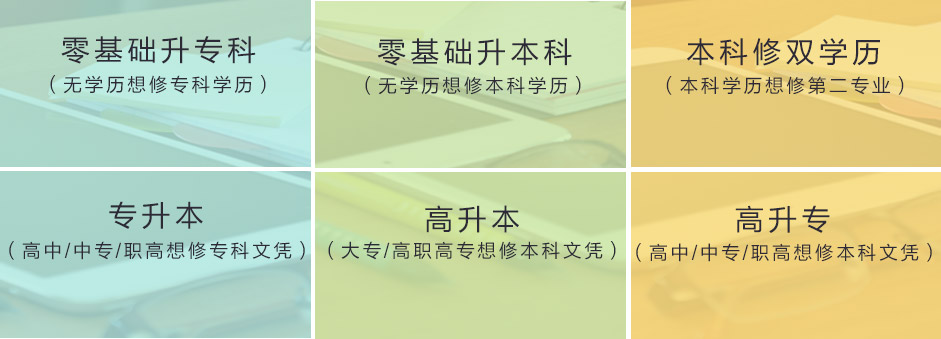 零基础升专科
（无学历想修专科学历）
零基础升本科
（无学历想修本科学历）
本科修双学历
（本科学历想修第二专业）
专升本
（高中/中专/职高想修专科文凭）
高升本
（大专/高职高专想修本科文凭）
高升专
（高中/中专/职高想修本科文凭）